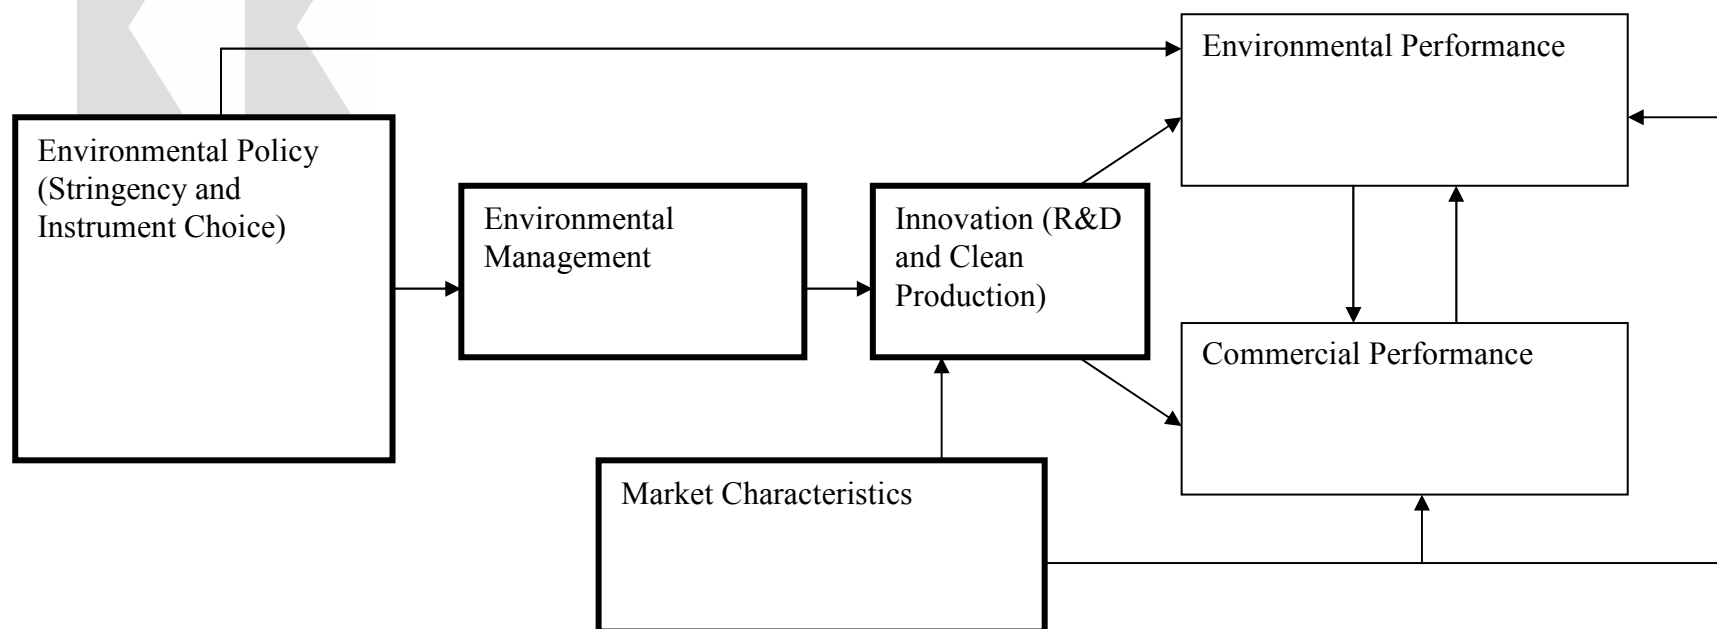 Environmental Performance
Environmental Policy
(Stringency and
Instrument Choice)
Environmental
Management
Innovation (R&D
and Clean
Production)
Commercial Performance
Market Characteristics